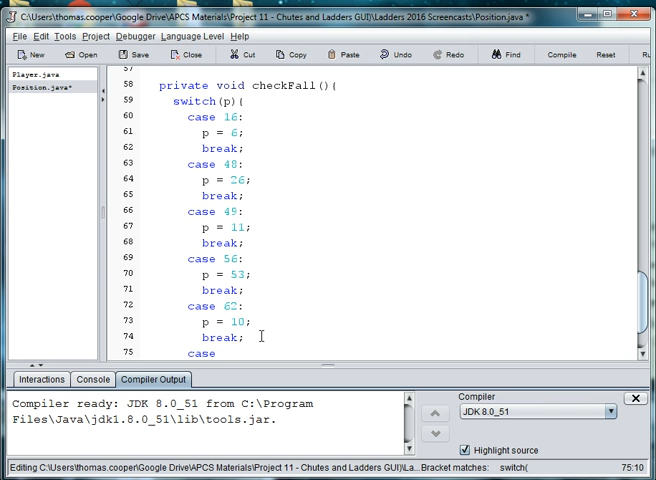 C:\Users\thomas.cooper\Google Drive\APCS Materials\Project 11 - Chutes and Ladders GUI\Ladders 2016 Screencasts\Position.java *
File Edit Tools Project Debugger Language Level Help
New Open Save Close Cut Copy Paste Undo Redo Find Compile Reset Ru
Player.java
Position.java*
57
58 private void checkFall(){
59 switch(p){
60 case 16:
61 p = 6;
62 break;
63 case 48:
64 p = 26;
65 break;
66 case 49:
67 p = 11;
68 break;
69 case 56:
70 p = 53;
71 break;
72 case 62:
73 p = 10;
74 break;
75 case
Interactions Console Compiler Output
Compiler ready: JDK 8.0_51 from C:\Program
Files\Java\jdk1.8.0_51\lib\tools.jar.
Compiler
JDK 8.0_51
Highlight source
Editing C:\Users\thomas.cooper\Google Drive\APCS Materials\Project 11 - Chutes and Ladders GUI\La... Bracket matches: switch( 75:10